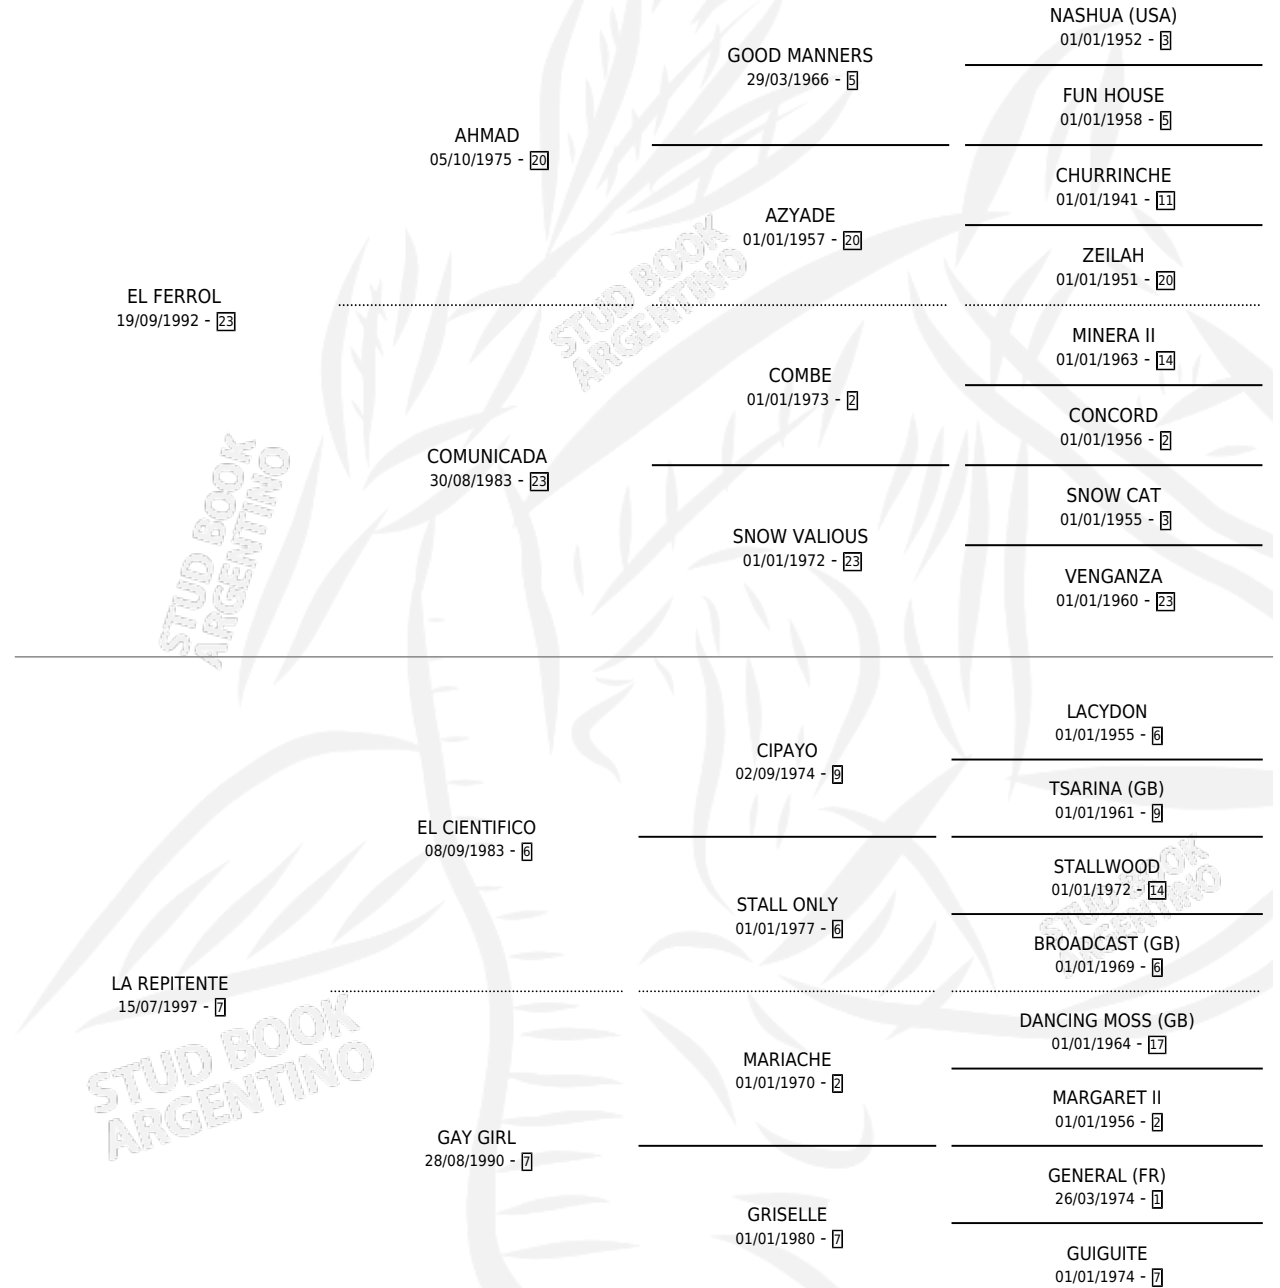 NASHUA (USA)
01/01/1952 - 3
GOOD MANNERS
29/03/1966 - 5
FUN HOUSE
01/01/1958 - 5
AHMAD
05/10/1975 - 20
CHURRINCHE
01/01/1941 - 11
AZYADE
01/01/1957 - 20
ZEILAH
01/01/1951 - 20
EL FERROL
19/09/1992 - 23
STUD BOOK
ARGENTINO
MINERA II
01/01/1963 - 14
COMBE
01/01/1973 - 2
CONCORD
01/01/1956 - 2
COMUNICADA
30/08/1983 - 23
STUD BOOK
ARGENTINO
SNOW CAT
01/01/1955 - 3
SNOW VALIOUS
01/01/1972 - 23
VENGANZA
01/01/1960 - 23
LACYDON
01/01/1955 - 6
CIPAYO
02/09/1974 - 9
TSARINA (GB)
01/01/1961 - 9
EL CIENTIFICO
08/09/1983 - 6
STALLWOOD
01/01/1972 - 14
STUD BOOK
ARGENTINO
STALL ONLY
01/01/1977 - 6
BROADCAST (GB)
01/01/1969 - 6
LA REPITENTE
15/07/1997 - 7
STUD BOOK
ARGENTINO
DANCING MOSS (GB)
01/01/1964 - 17
MARIACHE
01/01/1970 - 2
MARGARET II
01/01/1956 - 2
GAY GIRL
28/08/1990 - 7
GENERAL (FR)
26/03/1974 - 1
GRISELLE
01/01/1980 - 7
GUIGUITE
01/01/1974 - 7